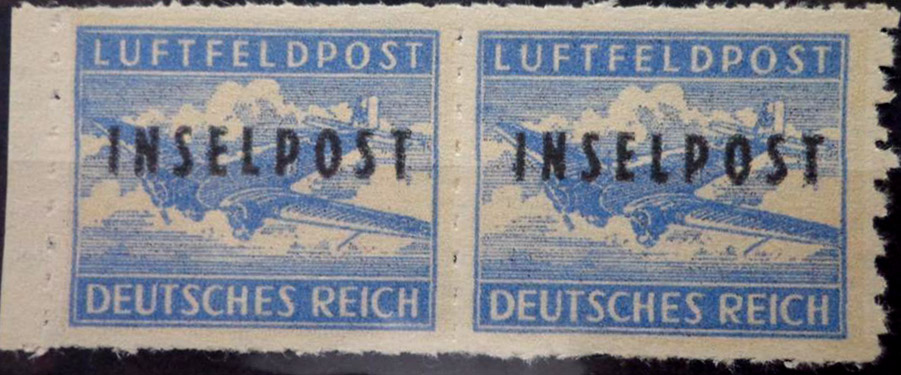 LUFTFELDPOST
INSELPOST
DEUTSCHES REICH
LUFTFELDPOST
INSELPOST
DEUTSCHES REICH